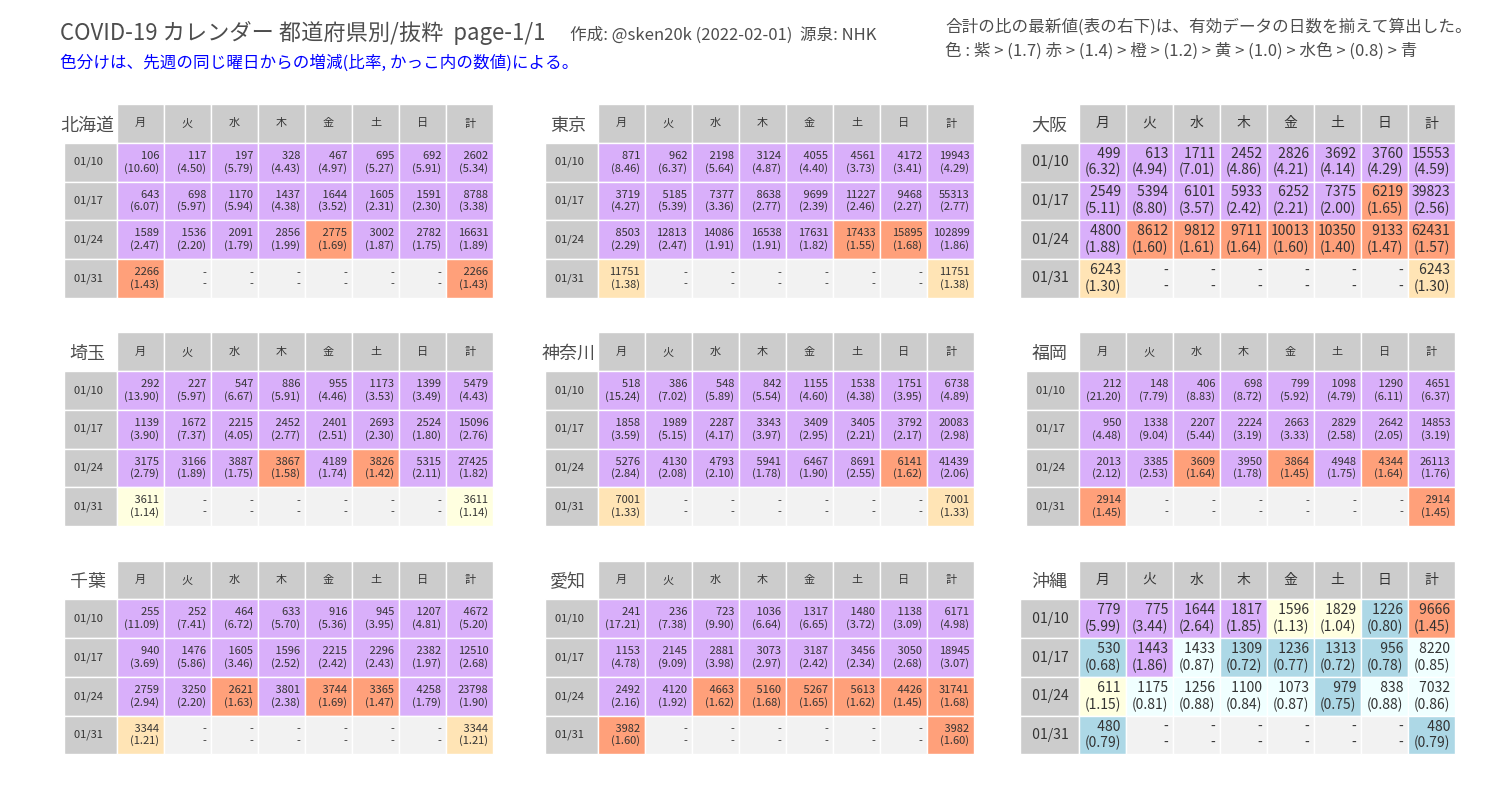 COVID-19 カレンダー 都道府県別/抜粋 page-1/1 作成: @sken20k (2022-02-01) 源泉: NHK
合計の比の最新値(表の右下)は、有効データの日数を揃えて算出した。
色分けは、先週の同じ曜日からの増減(比率, かっこ内の数値)による。
色 : 紫 > (1.7) 赤 > (1.4) 橙 > (1.2) > 黄 > (1.0) > 水色 > (0.8) > 青
北海道 月 火 水 木 金 土 日 計
01/10 106 117 197 328 467 695 692 2602
(10.60) (4.50) (5.79) (4.43) (4.97) (5.27) (5.91) (5.34)
01/17 643 698 1170 1437 1644 1605 1591 8788
(6.07) (5.97) (5.94) (4.38) (3.52) (2.31) (2.30) (3.38)
01/24 1589 1536 2091 2856 2775 3002 2782 16631
(2.47) (2.20) (1.79) (1.99) (1.69) (1.87) (1.75) (1.89)
01/31 2266 - - - - - - 2266
(1.43) - - - - - - (1.43)
東京 月 火 水 木 金 土 日 計
01/10 871 962 2198 3124 4055 4561 4172 19943
(8.46) (6.37) (5.64) (4.87) (4.40) (3.73) (3.41) (4.29)
01/17 3719 5185 7377 8638 9699 11227 9468 55313
(4.27) (5.39) (3.36) (2.77) (2.39) (2.46) (2.27) (2.77)
01/24 8503 12813 14086 16538 17631 17433 15895 102899
(2.29) (2.47) (1.91) (1.91) (1.82) (1.55) (1.68) (1.86)
01/31 11751 - - - - - - 11751
(1.38) - - - - - - (1.38)
大阪 月 火 水 木 金 土 日 計
01/10 499 613 1711 2452 2826 3692 3760 15553
(6.32) (4.94) (7.01) (4.86) (4.21) (4.14) (4.29) (4.59)
01/17 2549 5394 6101 5933 6252 7375 6219 39823
(5.11) (8.80) (3.57) (2.42) (2.21) (2.00) (1.65) (2.56)
01/24 4800 8612 9812 9711 10013 10350 9133 62431
(1.88) (1.60) (1.61) (1.64) (1.60) (1.40) (1.47) (1.57)
01/31 6243 - - - - - - 6243
(1.30) - - - - - - (1.30)
埼玉 月 火 水 木 金 土 日 計
01/10 292 227 547 886 955 1173 1399 5479
(13.90) (5.97) (6.67) (5.91) (4.46) (3.53) (3.49) (4.43)
01/17 1139 1672 2215 2452 2401 2693 2524 15096
(3.90) (7.37) (4.05) (2.77) (2.51) (2.30) (1.80) (2.76)
01/24 3175 3166 3887 3867 4189 3826 5315 27425
(2.79) (1.89) (1.75) (1.58) (1.74) (1.42) (2.11) (1.82)
01/31 3611 - - - - - - 3611
(1.14) - - - - - - (1.14)
神奈川 月 火 水 木 金 土 日 計
01/10 518 386 548 842 1155 1538 1751 6738
(15.24) (7.02) (5.89) (5.54) (4.60) (4.38) (3.95) (4.89)
01/17 1858 1989 2287 3343 3409 3405 3792 20083
(3.59) (5.15) (4.17) (3.97) (2.95) (2.21) (2.17) (2.98)
01/24 5276 4130 4793 5941 6467 8691 6141 41439
(2.84) (2.08) (2.10) (1.78) (1.90) (2.55) (1.62) (2.06)
01/31 7001 - - - - - - 7001
(1.33) - - - - - - (1.33)
福岡 月 火 水 木 金 土 日 計
01/10 212 148 406 698 799 1098 1290 4651
(21.20) (7.79) (8.83) (8.72) (5.92) (4.79) (6.11) (6.37)
01/17 950 1338 2207 2224 2663 2829 2642 14853
(4.48) (9.04) (5.44) (3.19) (3.33) (2.58) (2.05) (3.19)
01/24 2013 3385 3609 3950 3864 4948 4344 26113
(2.12) (2.53) (1.64) (1.78) (1.45) (1.75) (1.64) (1.76)
01/31 2914 - - - - - - 2914
(1.45) - - - - - - (1.45)
千葉 月 火 水 木 金 土 日 計
01/10 255 252 464 633 916 945 1207 4672
(11.09) (7.41) (6.72) (5.70) (5.36) (3.95) (4.81) (5.20)
01/17 940 1476 1605 1596 2215 2296 2382 12510
(3.69) (5.86) (3.46) (2.52) (2.42) (2.43) (1.97) (2.68)
01/24 2759 3250 2621 3801 3744 3365 4258 23798
(2.94) (2.20) (1.63) (2.38) (1.69) (1.47) (1.79) (1.90)
01/31 3344 - - - - - - 3344
(1.21) - - - - - - (1.21)
愛知 月 火 水 木 金 土 日 計
01/10 241 236 723 1036 1317 1480 1138 6171
(17.21) (7.38) (9.90) (6.64) (6.65) (3.72) (3.09) (4.98)
01/17 1153 2145 2881 3073 3187 3456 3050 18945
(4.78) (9.09) (3.98) (2.97) (2.42) (2.34) (2.68) (3.07)
01/24 2492 4120 4663 5160 5267 5613 4426 31741
(2.16) (1.92) (1.62) (1.68) (1.65) (1.62) (1.45) (1.68)
01/31 3982 - - - - - - 3982
(1.60) - - - - - - (1.60)
沖縄 月 火 水 木 金 土 日 計
01/10 779 775 1644 1817 1596 1829 1226 9666
(5.99) (3.44) (2.64) (1.85) (1.13) (1.04) (0.80) (1.45)
01/17 530 1443 1433 1309 1236 1313 956 8220
(0.68) (1.86) (0.87) (0.72) (0.77) (0.72) (0.78) (0.85)
01/24 611 1175 1256 1100 1073 979 838 7032
(1.15) (0.81) (0.88) (0.84) (0.87) (0.75) (0.88) (0.86)
01/31 480 - - - - - - 480
(0.79) - - - - - - (0.79)